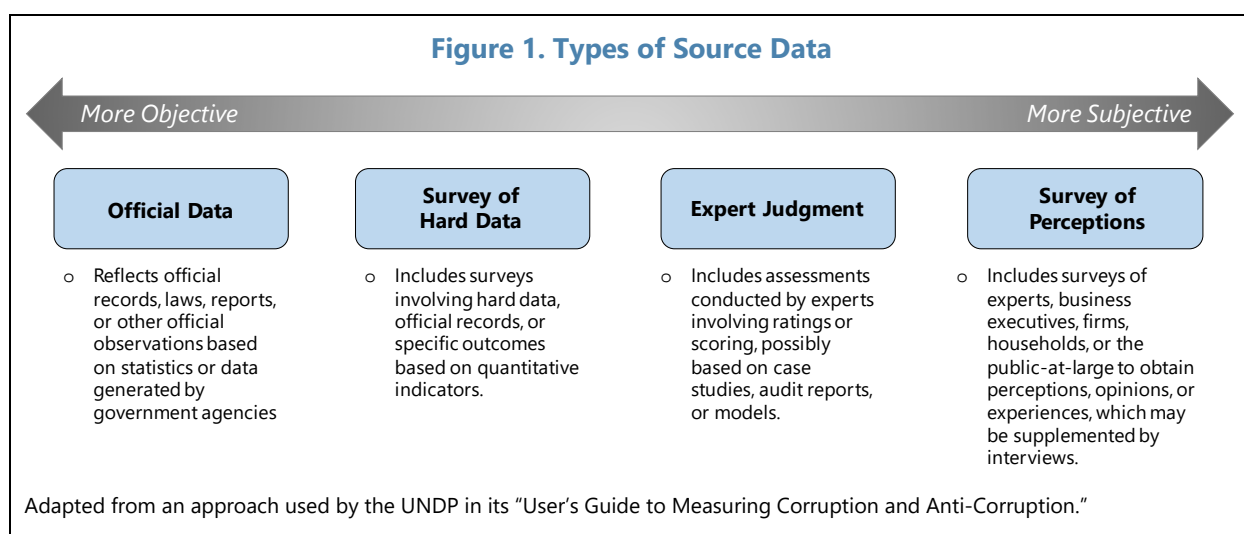 Figure 1. Types of Source Data
More Objective
More Subjective
Official Data
Survey of
Hard Data
Expert Judgment
Survey of
Perceptions
o Reflects official
records, laws, reports,
or other official
observations based
on statistics or data
generated by
government agencies
o Includes surveys
involving hard data,
official records, or
specific outcomes
based on quantitative
indicators.
o Includes assessments
conducted by experts
involving ratings or
scoring, possibly
based on case
studies, audit reports,
or models.
o Includes surveys of
experts, business
executives, firms,
households, or the
public-at-large to obtain
perceptions, opinions, or
experiences, which may
be supplemented by
interviews.
Adapted from an approach used by the UNDP in its “User’s Guide to Measuring Corruption and Anti-Corruption.”